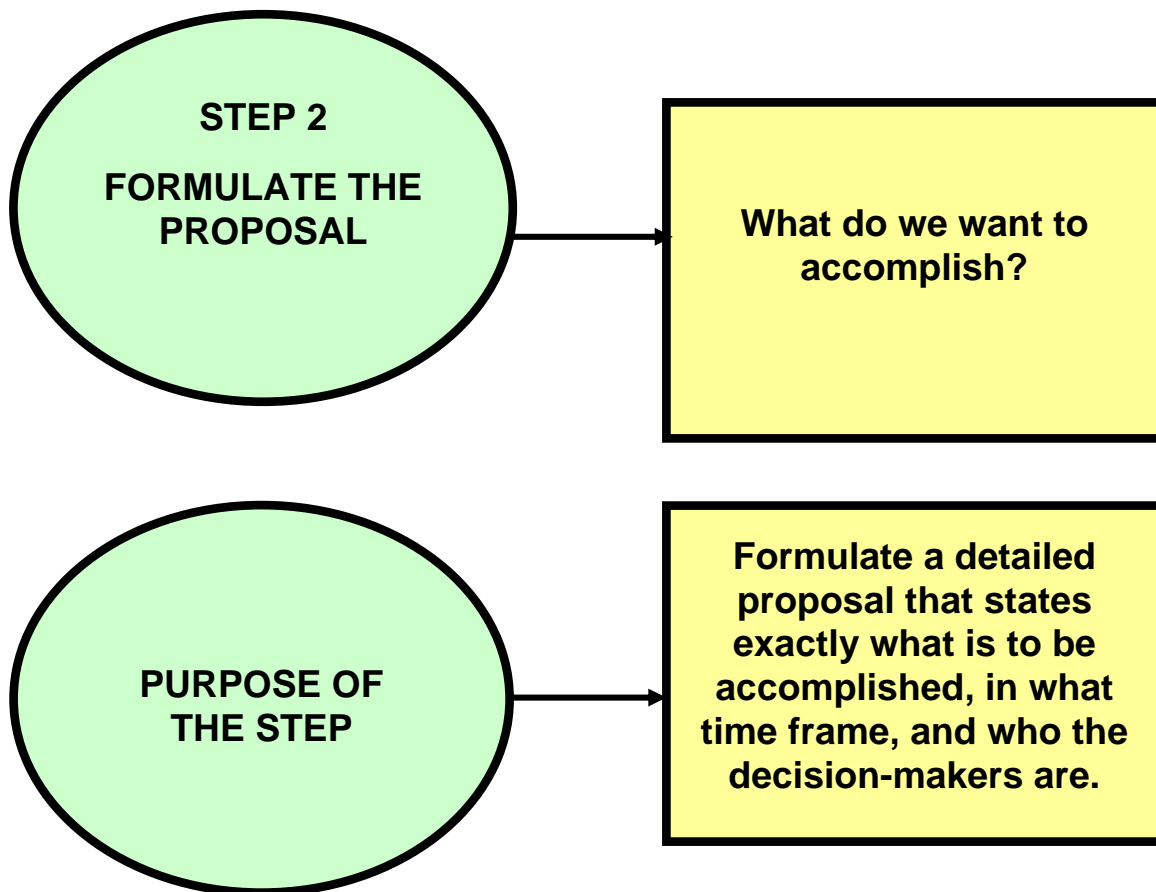 STEP 2
FORMULATE THE
PROPOSAL
What do we want to
accomplish?
PURPOSE OF
THE STEP
Formulate a detailed
proposal that states
exactly what is to be
accomplished, in what
time frame, and who the
decision-makers are.